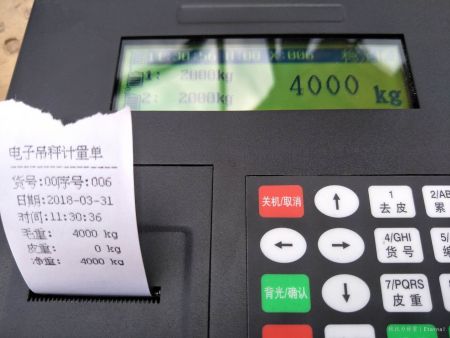 1: 2000kg
2: 2000kg
4000 kg
电子吊秤计量单
货号:00序号:006
日期:2018-03-31
时间:11:30:36
毛重: 4000 kg
皮重: 0 kg
净重: 4000 kg
关机/取消
↑
1
去皮
2/AB
累
←
→
4/GHI
货号
5/
编
背光/确认
↓
7/PQRS
皮重